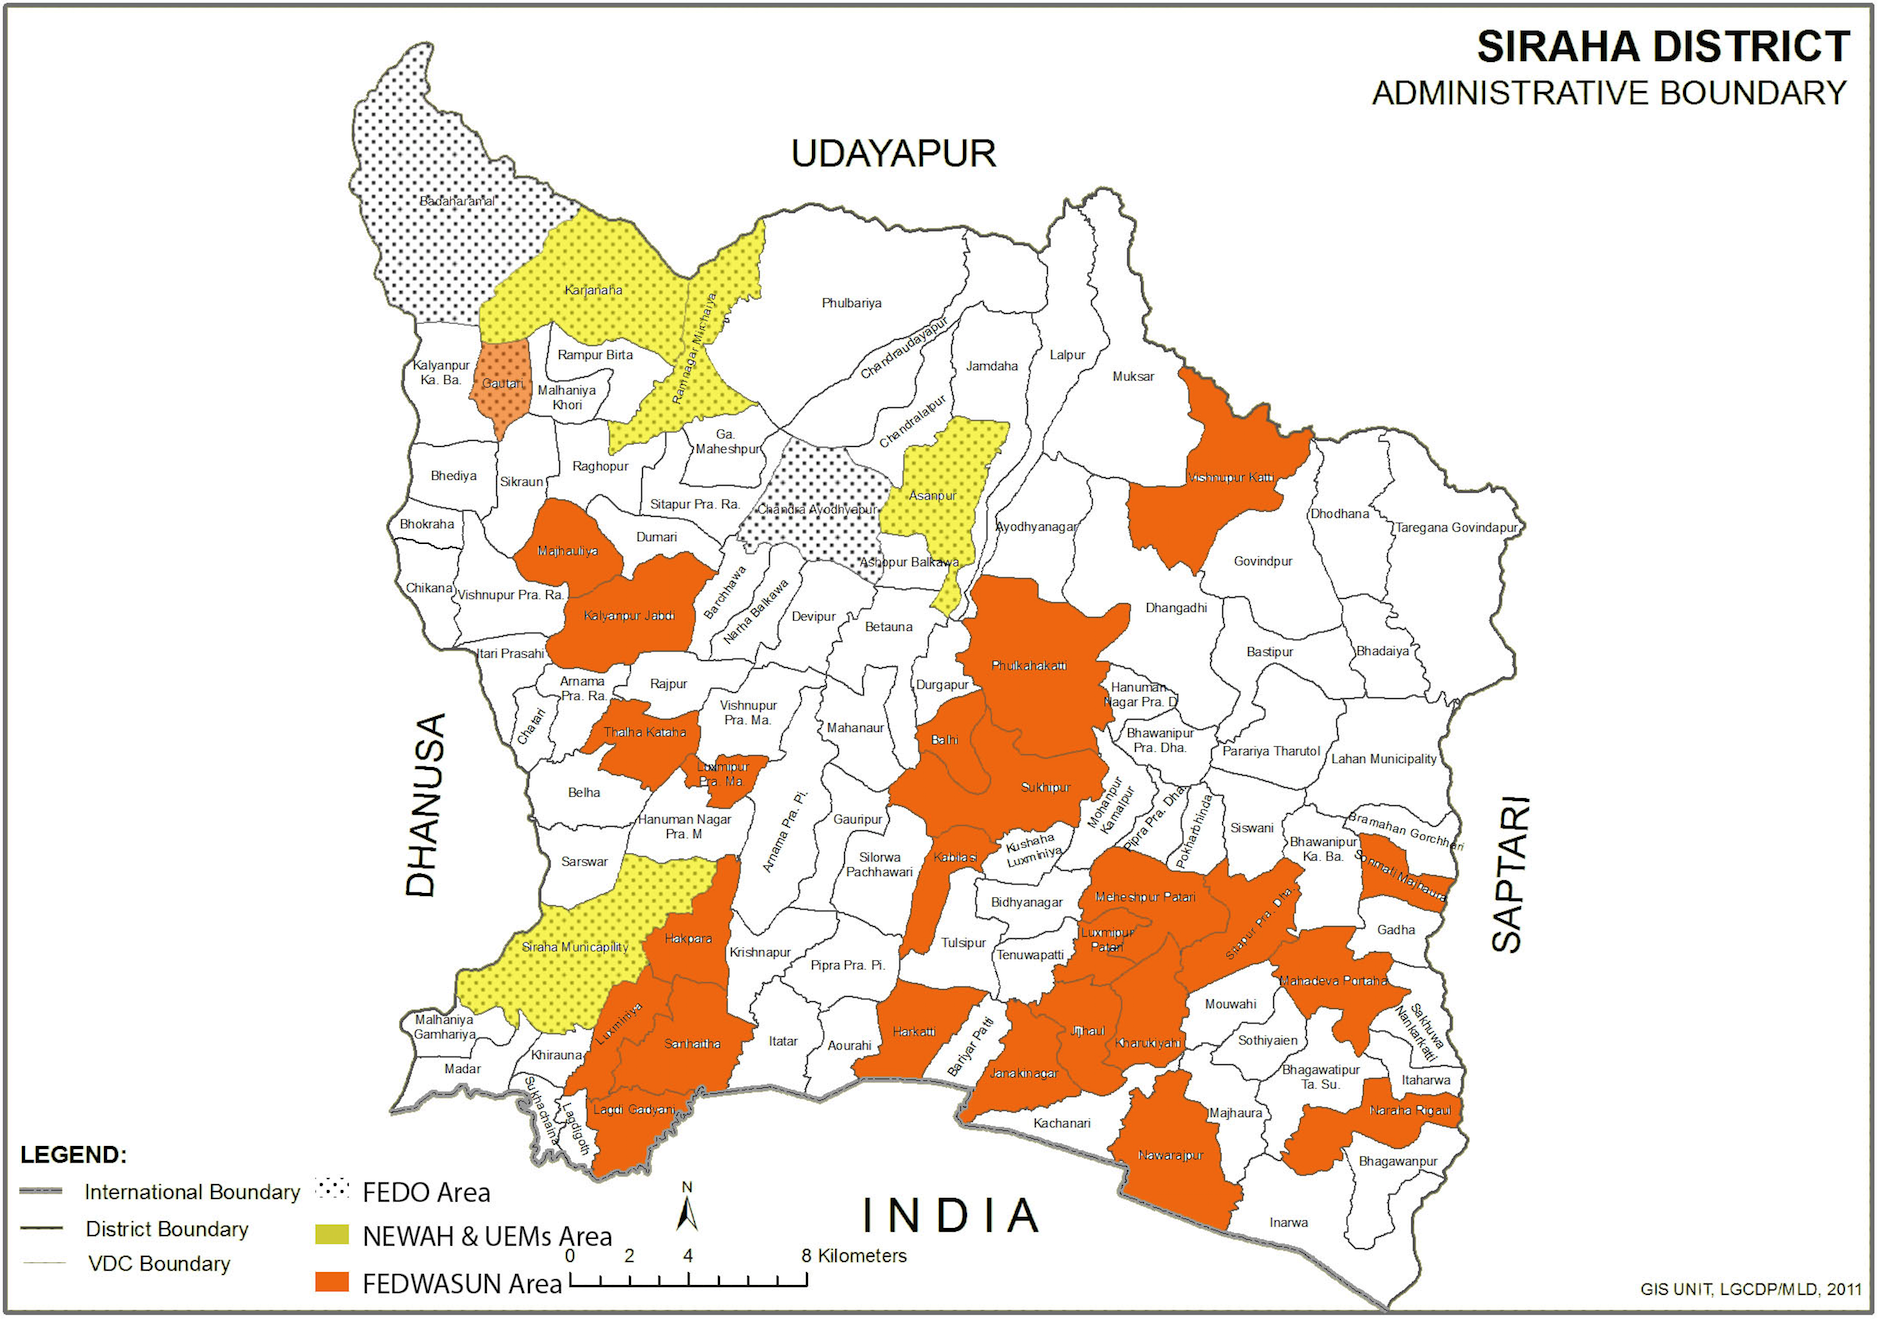 SIRAHA DISTRICT
ADMINISTRATIVE BOUNDARY
UDAYAPUR
Badaharamal
Karjanaha
Ramnagar Mirchaiya
Phulbariya
Chandraudayapur
Kalyanpur
Ka. Ba.
Gautari
Rampur Birta
Malhaniya
Khori
Jamdaha
Lalpur
Muksar
Chandralalpur
Ga.
Maheshpur
Bhediya
Sikraun
Raghopur
Sitapur Pra. Ra.
Chandra Ayodhyapur
Asanpur
Vishnupur Katti
Dhodhana
Taregana Govindapur
Bhokraha
Majhauliya
Dumari
Ayodhyanagar
Ashopur Balkawa
Govindpur
Chikana
Vishnupur Pra. Ra.
Kalyanpur Jabdi
Barchhawa
Narha Balkawa
Devipur
Betauna
Dhangadhi
Itari Prasahi
Phulkahakatti
Bastipur
Bhadaiya
Arnama
Pra. Ra.
Rajpur
Durgapur
Hanuman
Nagar Pra. D
Chatari
Vishnupur
Pra. Ma.
Mahanaur
Thalha Kataha
Balhi
Bhawanipur
Pra. Dha.
Parariya Tharutol
Lahan Municipality
Luxmipur
Pra. Ma
Belha
Sukhipur
Mohanpur
Kamalpur
Pipra Pra. Dha.
Pokharbhinda
Hanuman Nagar
Pra. M
Arnama Pra. Pi.
Gauripur
Siswani
Bramahan Gorchhari
Sarswar
Silorwa
Pachhawari
Kabilasi
Kushaha
Luxminiya
Bhawanipur
Ka. Ba.
Sonmati Majhaura
Bidhyanagar
Meheshpur Patari
Sitapur Pra. Dha.
Gadha
Siraha Municapility
Hakpara
Krishnapur
Pipra Pra. Pi.
Tulsipur
Tenuwapatti
Luxmipur
Patari
Mahadeva Portaha
Mouwahi
Malhaniya
Gamhariya
Luxminiya
Sanhaitha
Itatar
Aourahi
Harkatti
Bariyar Patti
Jijhaul
Kharukiyahi
Sothiyaien
Sakhuwa
Nankarkatti
Khirauna
Madar
Janakinagar
Bhagawatipur
Ta. Su.
Itaharwa
Sukhachaina
Lagdigoth
Lagdi Gadyani
Kachanari
Majhaura
Naraha Rigaul
Nawarajpur
Bhagawanpur
Inarwa
DHANUSA
SAPTARI
INDIA
LEGEND:
International Boundary
District Boundary
VDC Boundary
FEDO Area
NEWAH & UEMs Area
FEDWASUN Area
N
0 2 4 8 Kilometers
GIS UNIT, LGCDP/MLD, 2011